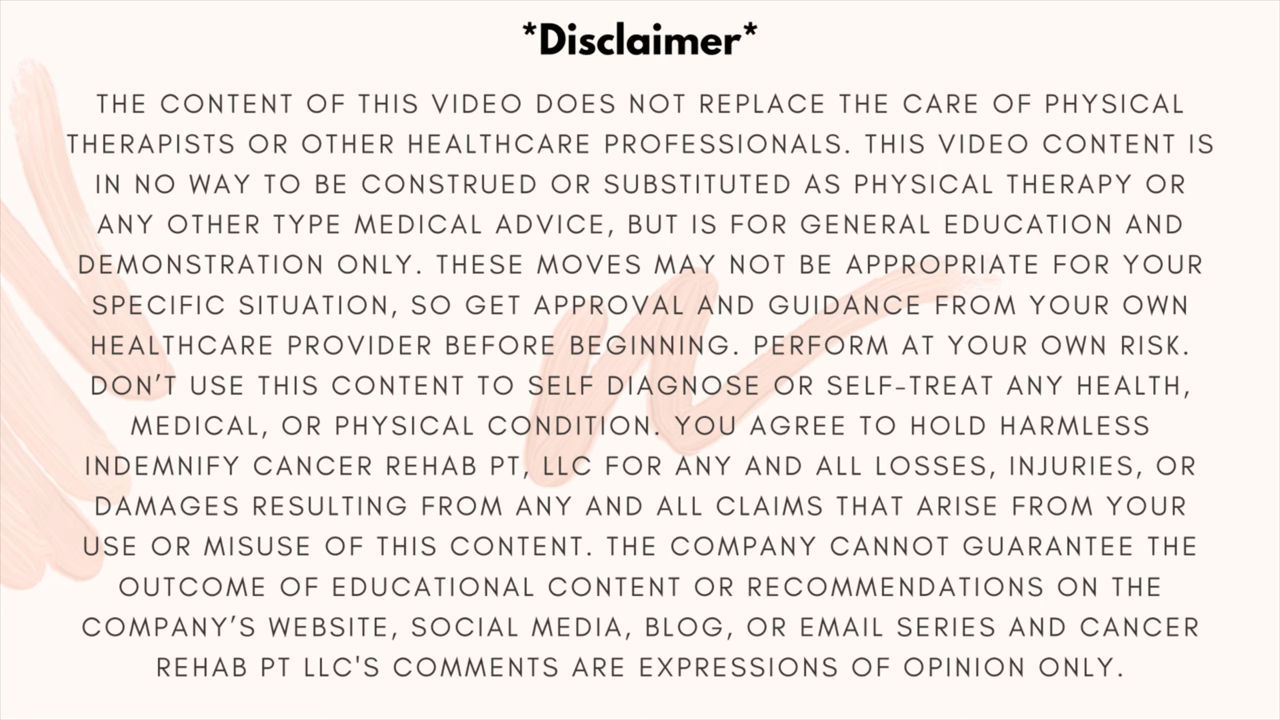 *Disclaimer*
THE CONTENT OF THIS VIDEO DOES NOT REPLACE THE CARE OF PHYSICAL
THERAPISTS OR OTHER HEALTHCARE PROFESSIONALS. THIS VIDEO CONTENT IS
IN NO WAY TO BE CONSTRUED OR SUBSTITUTED AS PHYSICAL THERAPY OR
ANY OTHER TYPE MEDICAL ADVICE, BUT IS FOR GENERAL EDUCATION AND
DEMONSTRATION ONLY. THESE MOVES MAY NOT BE APPROPRIATE FOR YOUR
SPECIFIC SITUATION, SO GET APPROVAL AND GUIDANCE FROM YOUR OWN
HEALTHCARE PROVIDER BEFORE BEGINNING. PERFORM AT YOUR OWN RISK.
DON’T USE THIS CONTENT TO SELF DIAGNOSE OR SELF-TREAT ANY HEALTH,
MEDICAL, OR PHYSICAL CONDITION. YOU AGREE TO HOLD HARMLESS
INDEMNIFY CANCER REHAB PT, LLC FOR ANY AND ALL LOSSES, INJURIES, OR
DAMAGES RESULTING FROM ANY AND ALL CLAIMS THAT ARISE FROM YOUR
USE OR MISUSE OF THIS CONTENT. THE COMPANY CANNOT GUARANTEE THE
OUTCOME OF EDUCATIONAL CONTENT OR RECOMMENDATIONS ON THE
COMPANY’S WEBSITE, SOCIAL MEDIA, BLOG, OR EMAIL SERIES AND CANCER
REHAB PT LLC'S COMMENTS ARE EXPRESSIONS OF OPINION ONLY.